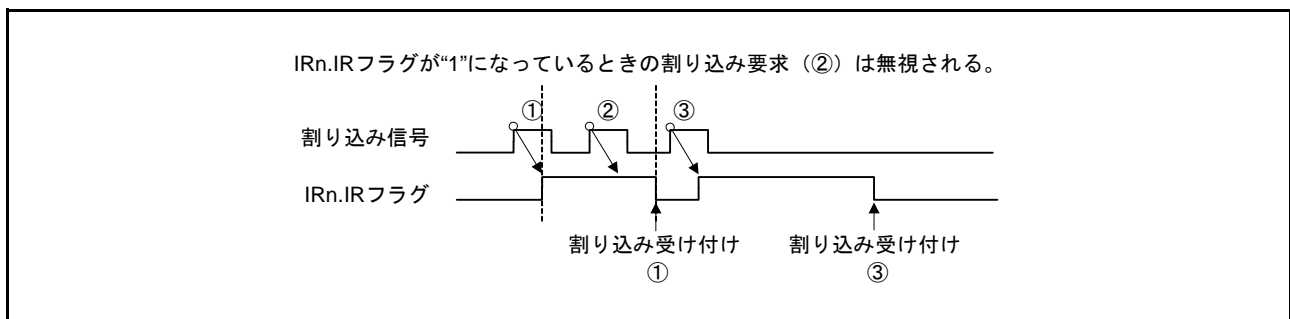 IRn.IRフラグが“1”になっているときの割り込み要求（②）は無視される。
① ② ③
割り込み信号
IRn.IRフラグ
割り込み受け付け 割り込み受け付け
① ③